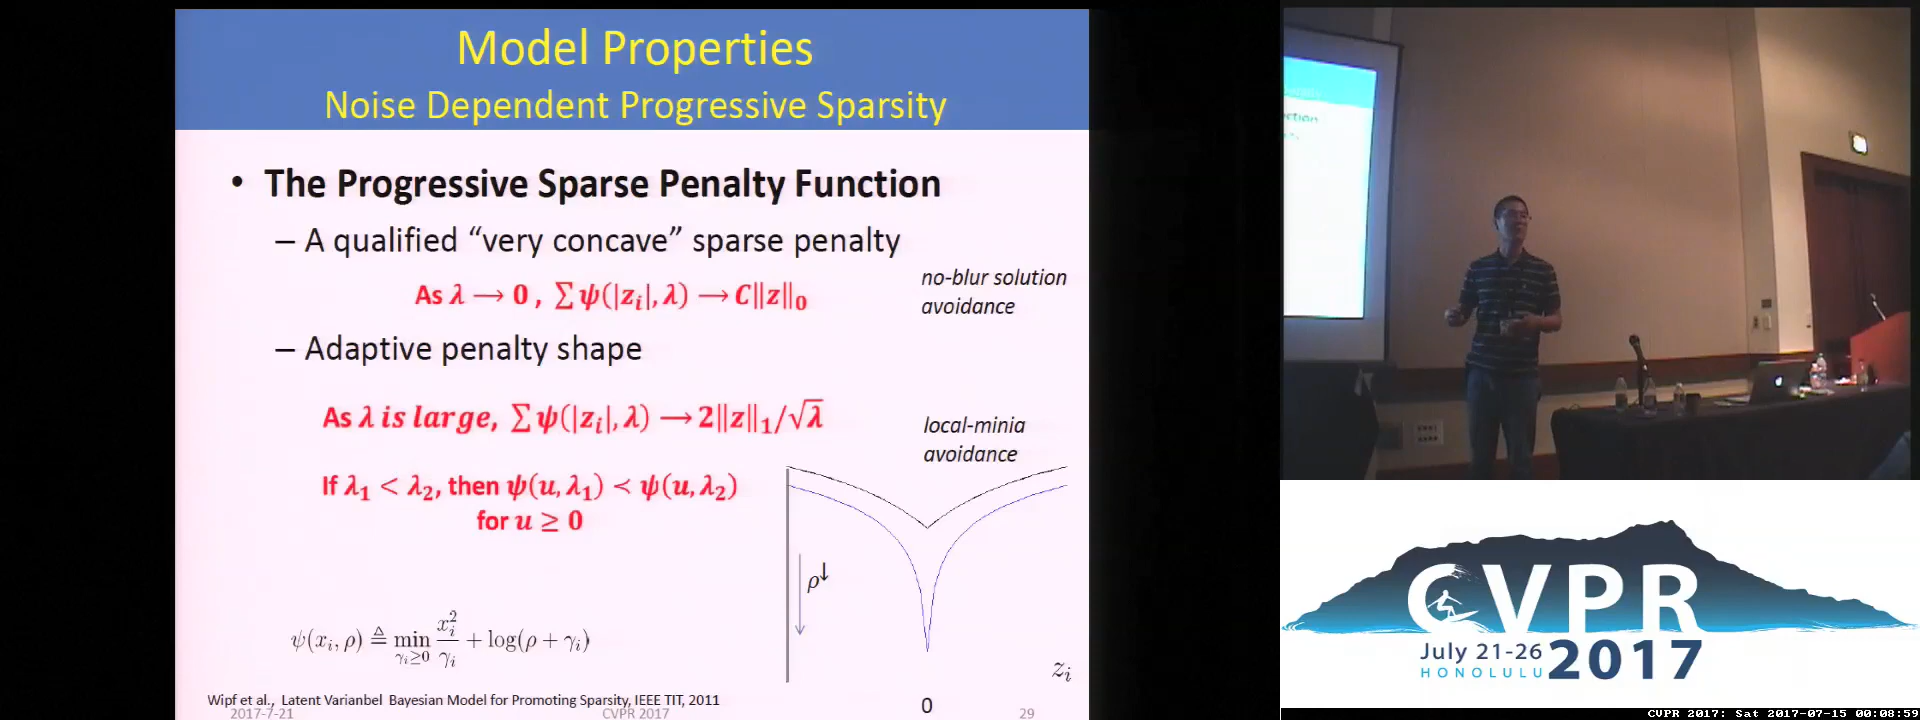 Model Properties
Noise Dependent Progressive Sparsity
• The Progressive Sparse Penalty Function
– A qualified “very concave” sparse penalty
As λ → 0 , ∑ψ(|zᵢ|, λ) → C‖z‖₀
no-blur solution
avoidance
– Adaptive penalty shape
As λ is large, ∑ψ(|zᵢ|, λ) → 2‖z‖₁/√λ
local-minia
avoidance
If λ₁ < λ₂, then ψ(u, λ₁) ≺ ψ(u, λ₂)
for u ≥ 0
ρ↓
ψ(xᵢ, ρ) ≜ min_{γᵢ≥0} xᵢ²/γᵢ + log(ρ + γᵢ)
zᵢ
0
Wipf et al., Latent Varianbel Bayesian Model for Promoting Sparsity, IEEE TIT, 2011
2017-7-21 CVPR 2017 29
CVPR
July 21-26 2017
HONOLULU
CVPR 2017: Sat 2017-07-15 00:08:59